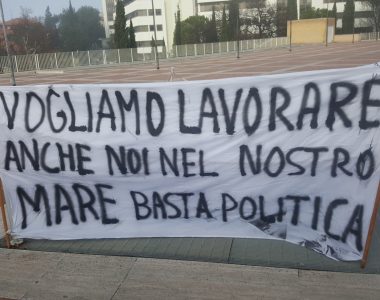 VOGLIAMO LAVORARE
ANCHE NOI NEL NOSTRO
MARE BASTA POLITICA